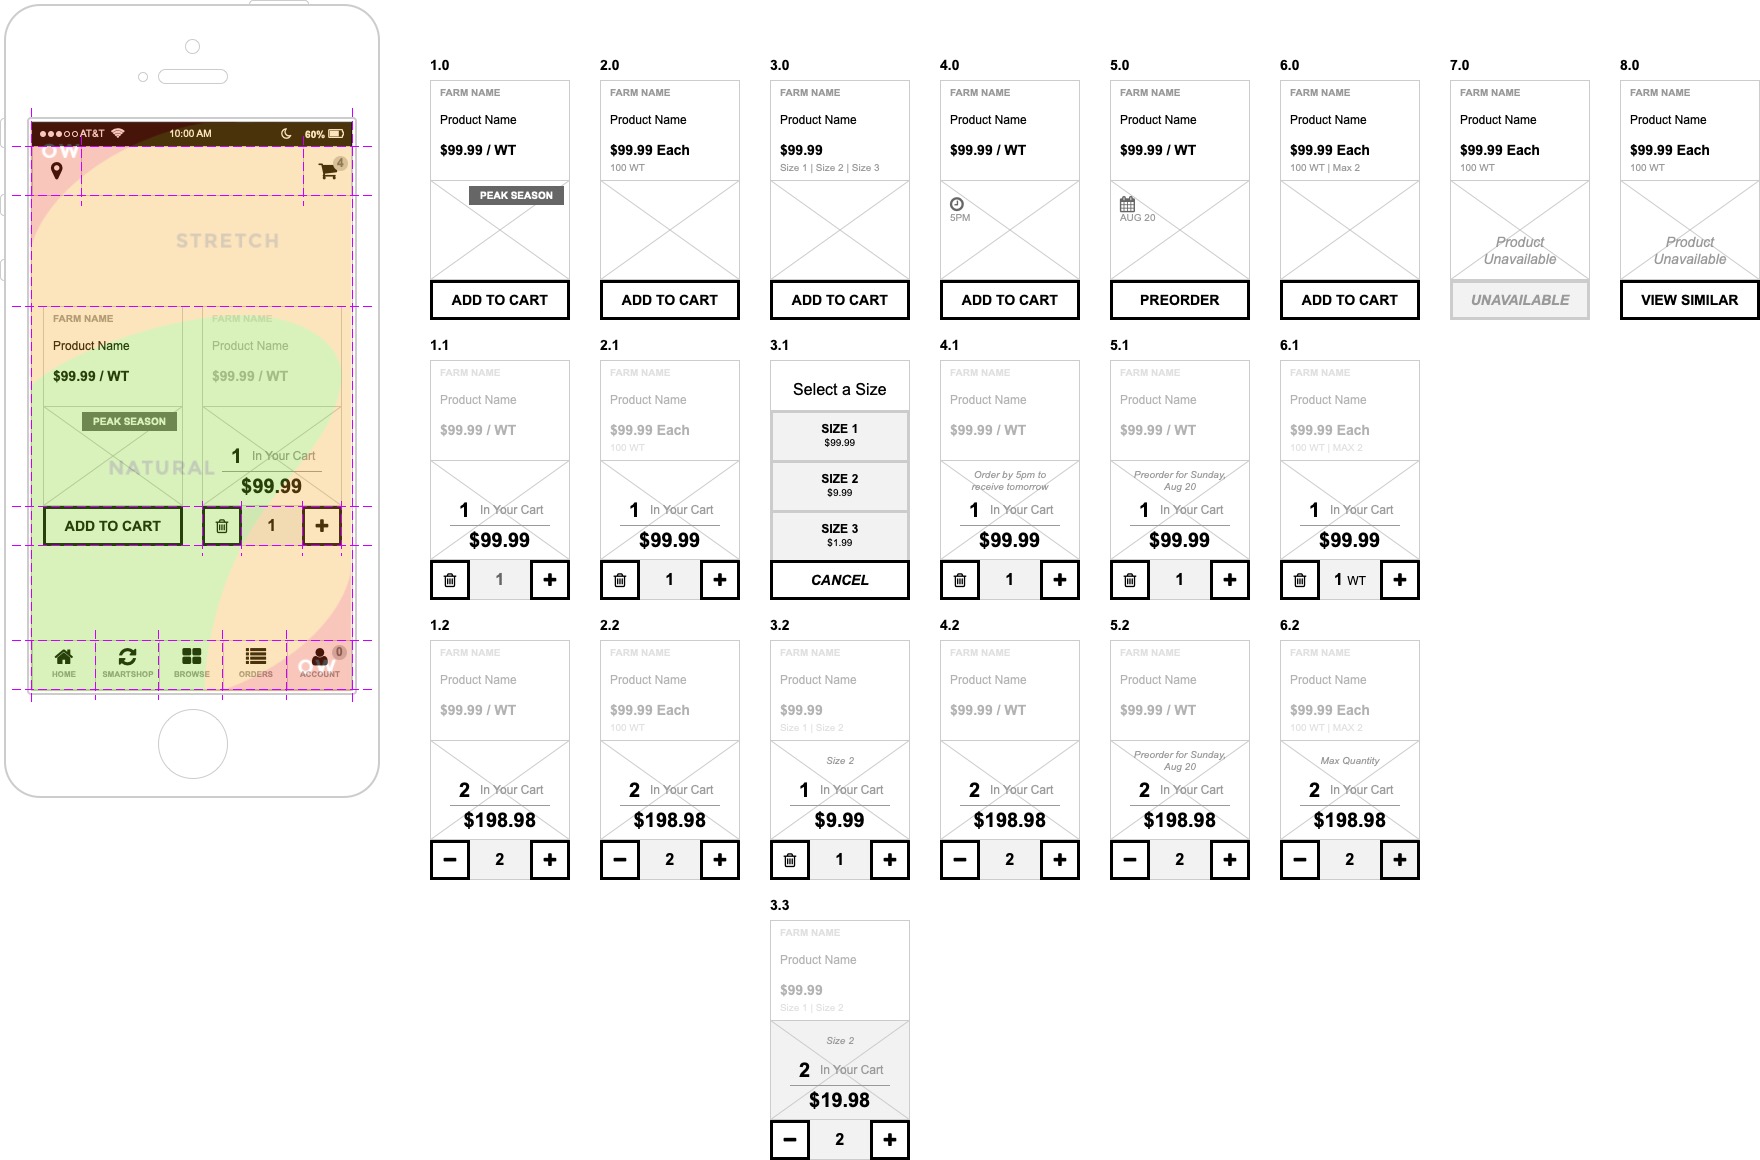 AT&T
10:00 AM
60%
OW
4
STRETCH
FARM NAME
Product Name
$99.99 / WT
PEAK SEASON
ADD TO CART
FARM NAME
Product Name
$99.99 / WT
1 In Your Cart
$99.99
1
NATURAL
HOME
SMARTSHOP
BROWSE
ORDERS
ACCOUNT
0
OW
1.0
FARM NAME
Product Name
$99.99 / WT
PEAK SEASON
ADD TO CART
2.0
FARM NAME
Product Name
$99.99 Each
100 WT
ADD TO CART
3.0
FARM NAME
Product Name
$99.99
Size 1 | Size 2 | Size 3
ADD TO CART
4.0
FARM NAME
Product Name
$99.99 / WT
5PM
ADD TO CART
5.0
FARM NAME
Product Name
$99.99 / WT
AUG 20
PREORDER
6.0
FARM NAME
Product Name
$99.99 Each
100 WT | Max 2
ADD TO CART
7.0
FARM NAME
Product Name
$99.99 Each
100 WT
Product
Unavailable
UNAVAILABLE
8.0
FARM NAME
Product Name
$99.99 Each
100 WT
Product
Unavailable
VIEW SIMILAR
1.1
FARM NAME
Product Name
$99.99 / WT
1 In Your Cart
$99.99
1
2.1
FARM NAME
Product Name
$99.99 Each
100 WT
1 In Your Cart
$99.99
1
3.1
Select a Size
SIZE 1
$99.99
SIZE 2
$9.99
SIZE 3
$1.99
CANCEL
4.1
FARM NAME
Product Name
$99.99 / WT
Order by 5pm to
receive tomorrow
1 In Your Cart
$99.99
1
5.1
FARM NAME
Product Name
$99.99 / WT
Preorder for Sunday,
Aug 20
1 In Your Cart
$99.99
1
6.1
FARM NAME
Product Name
$99.99 Each
100 WT | MAX 2
1 In Your Cart
$99.99
1 WT
1.2
FARM NAME
Product Name
$99.99 / WT
2 In Your Cart
$198.98
2
2.2
FARM NAME
Product Name
$99.99 Each
100 WT
2 In Your Cart
$198.98
2
3.2
FARM NAME
Product Name
$99.99
Size 1 | Size 2
Size 2
1 In Your Cart
$9.99
1
4.2
FARM NAME
Product Name
$99.99 / WT
2 In Your Cart
$198.98
2
5.2
FARM NAME
Product Name
$99.99 / WT
Preorder for Sunday,
Aug 20
2 In Your Cart
$198.98
2
6.2
FARM NAME
Product Name
$99.99 Each
100 WT | MAX 2
Max Quantity
2 In Your Cart
$198.98
2
3.3
FARM NAME
Product Name
$99.99
Size 1 | Size 2
Size 2
2 In Your Cart
$19.98
2